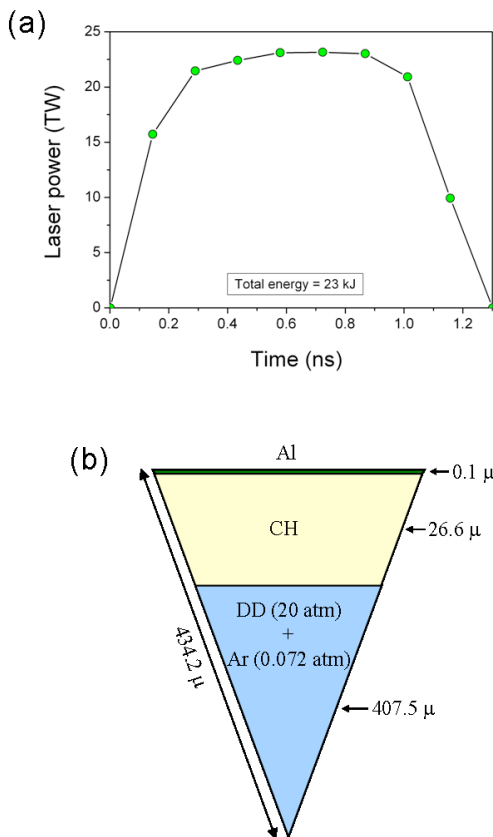 (a)
25
20
15
10
5
0
Laser power (TW)
Total energy = 23 kJ
0.0 0.2 0.4 0.6 0.8 1.0 1.2
Time (ns)
(b)
Al
0.1 μ
CH
26.6 μ
DD (20 atm)
+
Ar (0.072 atm)
434.2 μ
407.5 μ